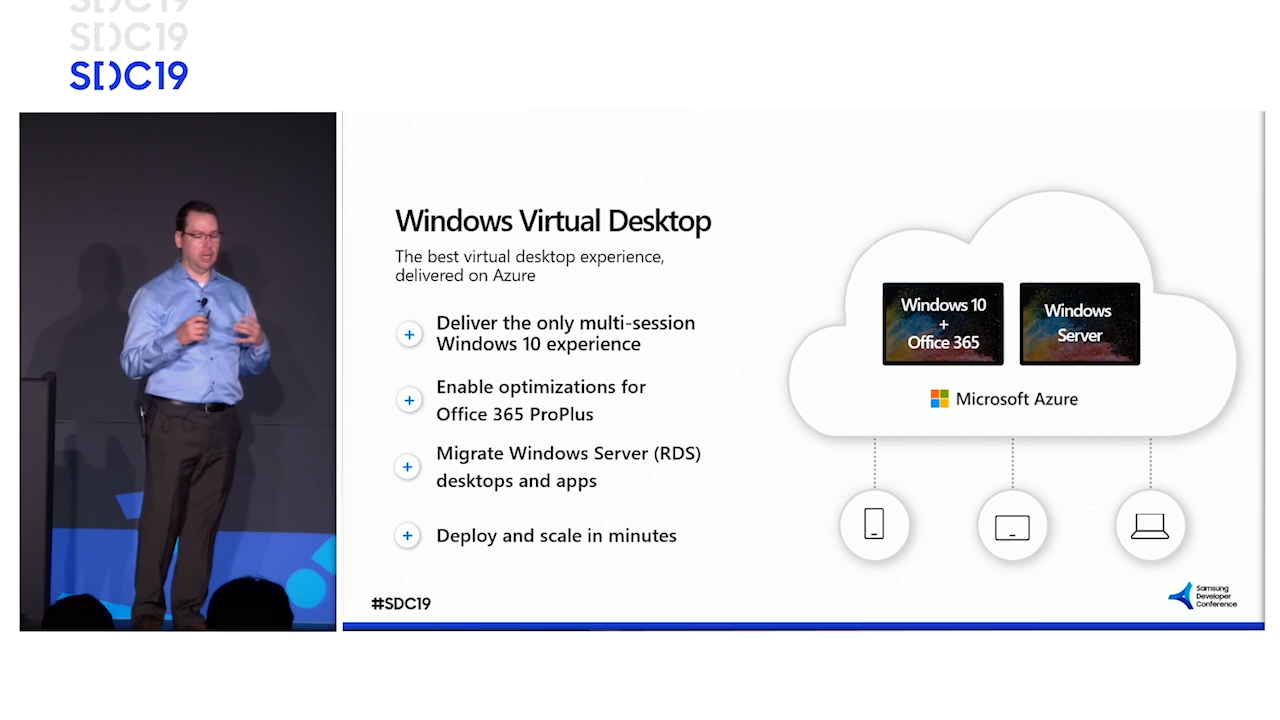 SDC19
SDC19
SDC19
Windows Virtual Desktop
The best virtual desktop experience,
delivered on Azure
Deliver the only multi-session
Windows 10 experience
Enable optimizations for
Office 365 ProPlus
Migrate Windows Server (RDS)
desktops and apps
Deploy and scale in minutes
Windows 10
+
Office 365
Windows
Server
Microsoft Azure
#SDC19
Samsung
Developer
Conference